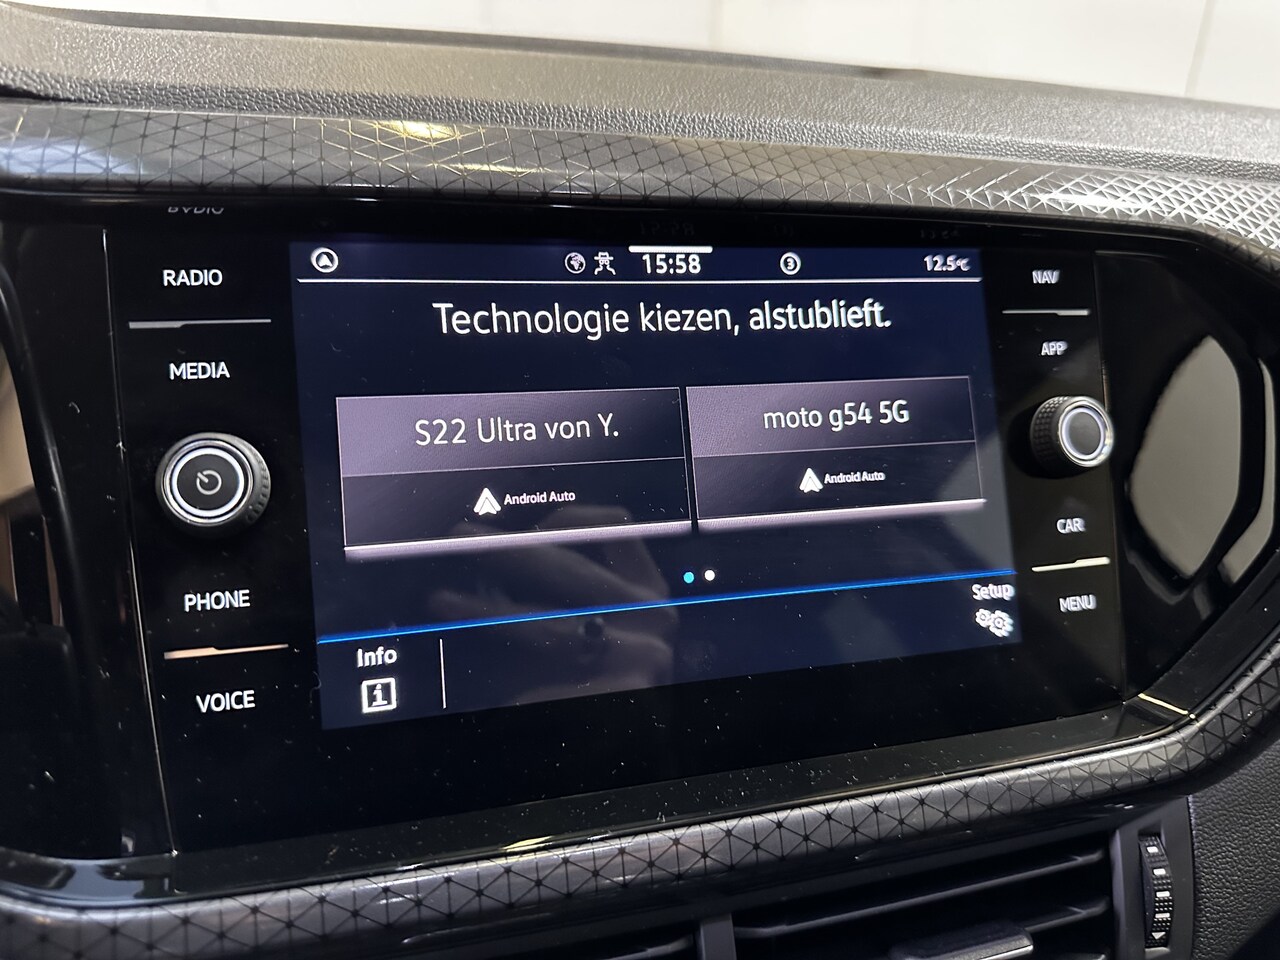 RADIO
MEDIA
PHONE
VOICE
15:58
3
12.5°C
Technologie kiezen, alstublieft.
S22 Ultra von Y.
Android Auto
moto g54 5G
Android Auto
Info
i
Setup
NAV
APP
CAR
MENU